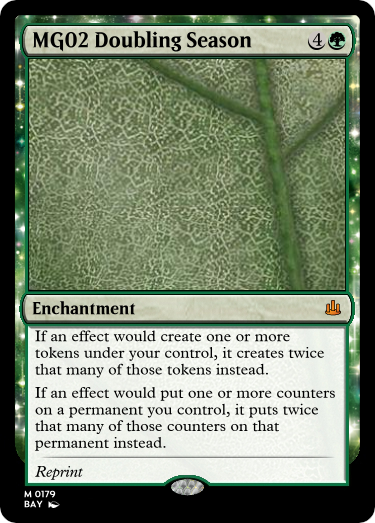 MG02 Doubling Season 4
Enchantment
If an effect would create one or more
tokens under your control, it creates twice
that many of those tokens instead.
If an effect would put one or more counters
on a permanent you control, it puts twice
that many of those counters on that
permanent instead.
Reprint
M 0179
BAY